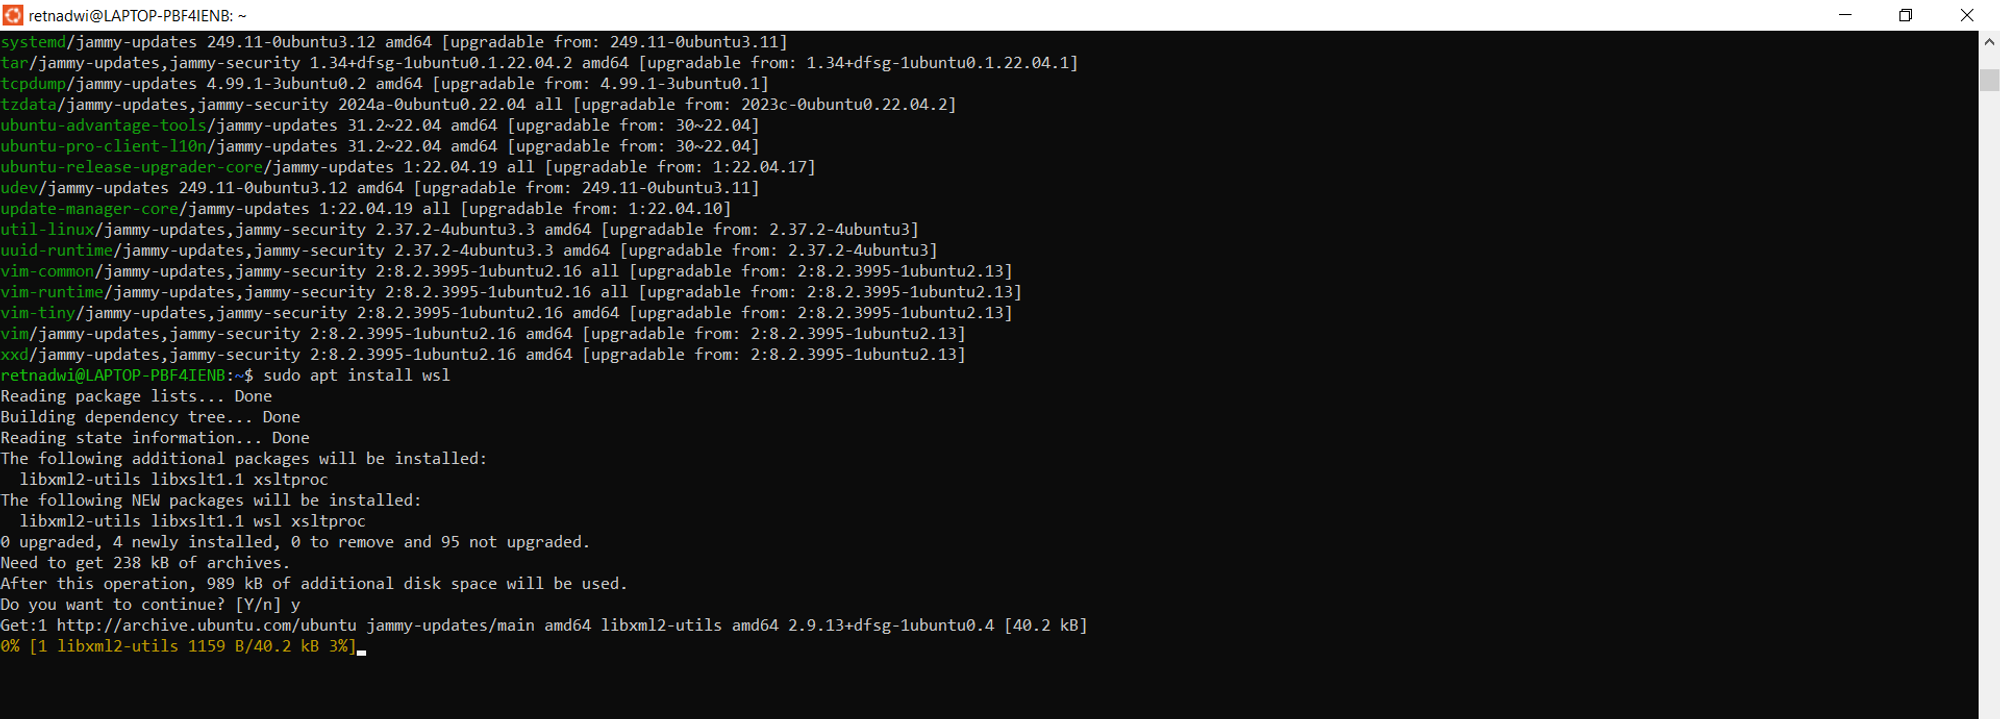 retnadwi@LAPTOP-PBF4IENB: ~
systemd/jammy-updates 249.11-0ubuntu3.12 amd64 [upgradable from: 249.11-0ubuntu3.11]
tar/jammy-updates,jammy-security 1.34+dfsg-1ubuntu0.1.22.04.2 amd64 [upgradable from: 1.34+dfsg-1ubuntu0.1.22.04.1]
tcpdump/jammy-updates 4.99.1-3ubuntu0.2 amd64 [upgradable from: 4.99.1-3ubuntu0.1]
tzdata/jammy-updates,jammy-security 2024a-0ubuntu0.22.04 all [upgradable from: 2023c-0ubuntu0.22.04.2]
ubuntu-advantage-tools/jammy-updates 31.2~22.04 amd64 [upgradable from: 30~22.04]
ubuntu-pro-client-l10n/jammy-updates 31.2~22.04 amd64 [upgradable from: 30~22.04]
ubuntu-release-upgrader-core/jammy-updates 1:22.04.19 all [upgradable from: 1:22.04.17]
udev/jammy-updates 249.11-0ubuntu3.12 amd64 [upgradable from: 249.11-0ubuntu3.11]
update-manager-core/jammy-updates 1:22.04.19 all [upgradable from: 1:22.04.10]
util-linux/jammy-updates,jammy-security 2.37.2-4ubuntu3.3 amd64 [upgradable from: 2.37.2-4ubuntu3]
uuid-runtime/jammy-updates,jammy-security 2.37.2-4ubuntu3.3 amd64 [upgradable from: 2.37.2-4ubuntu3]
vim-common/jammy-updates,jammy-security 2:8.2.3995-1ubuntu2.16 all [upgradable from: 2:8.2.3995-1ubuntu2.13]
vim-runtime/jammy-updates,jammy-security 2:8.2.3995-1ubuntu2.16 all [upgradable from: 2:8.2.3995-1ubuntu2.13]
vim-tiny/jammy-updates,jammy-security 2:8.2.3995-1ubuntu2.16 amd64 [upgradable from: 2:8.2.3995-1ubuntu2.13]
vim/jammy-updates,jammy-security 2:8.2.3995-1ubuntu2.16 amd64 [upgradable from: 2:8.2.3995-1ubuntu2.13]
xxd/jammy-updates,jammy-security 2:8.2.3995-1ubuntu2.16 amd64 [upgradable from: 2:8.2.3995-1ubuntu2.13]
retnadwi@LAPTOP-PBF4IENB:~$ sudo apt install wsl
Reading package lists... Done
Building dependency tree... Done
Reading state information... Done
The following additional packages will be installed:
  libxml2-utils libxslt1.1 xsltproc
The following NEW packages will be installed:
  libxml2-utils libxslt1.1 wsl xsltproc
0 upgraded, 4 newly installed, 0 to remove and 95 not upgraded.
Need to get 238 kB of archives.
After this operation, 989 kB of additional disk space will be used.
Do you want to continue? [Y/n] y
Get:1 http://archive.ubuntu.com/ubuntu jammy-updates/main amd64 libxml2-utils amd64 2.9.13+dfsg-1ubuntu0.4 [40.2 kB]
0% [1 libxml2-utils 1159 B/40.2 kB 3%]